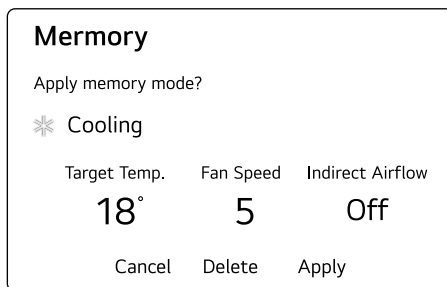 Mermory
Apply memory mode?
Cooling
Target Temp. Fan Speed Indirect Airflow
18° 5 Off
Cancel Delete Apply